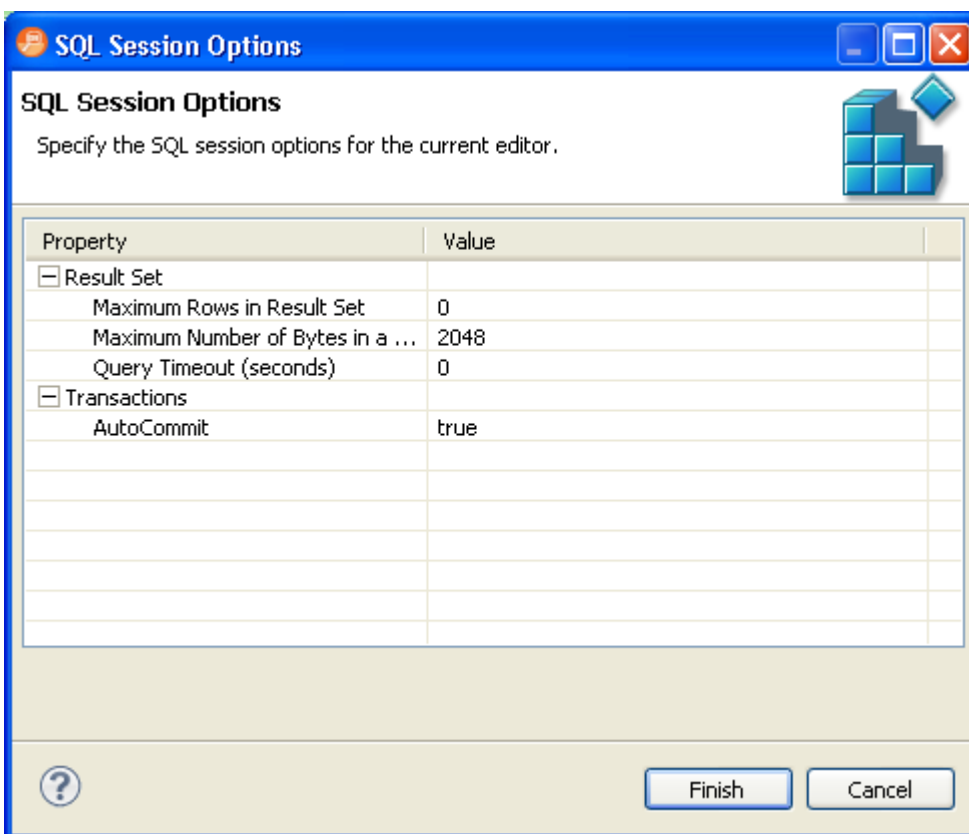 SQL Session Options
SQL Session Options
Specify the SQL session options for the current editor.
Property Value
Result Set
Maximum Rows in Result Set 0
Maximum Number of Bytes in a ... 2048
Query Timeout (seconds) 0
Transactions
AutoCommit true
?
Finish Cancel